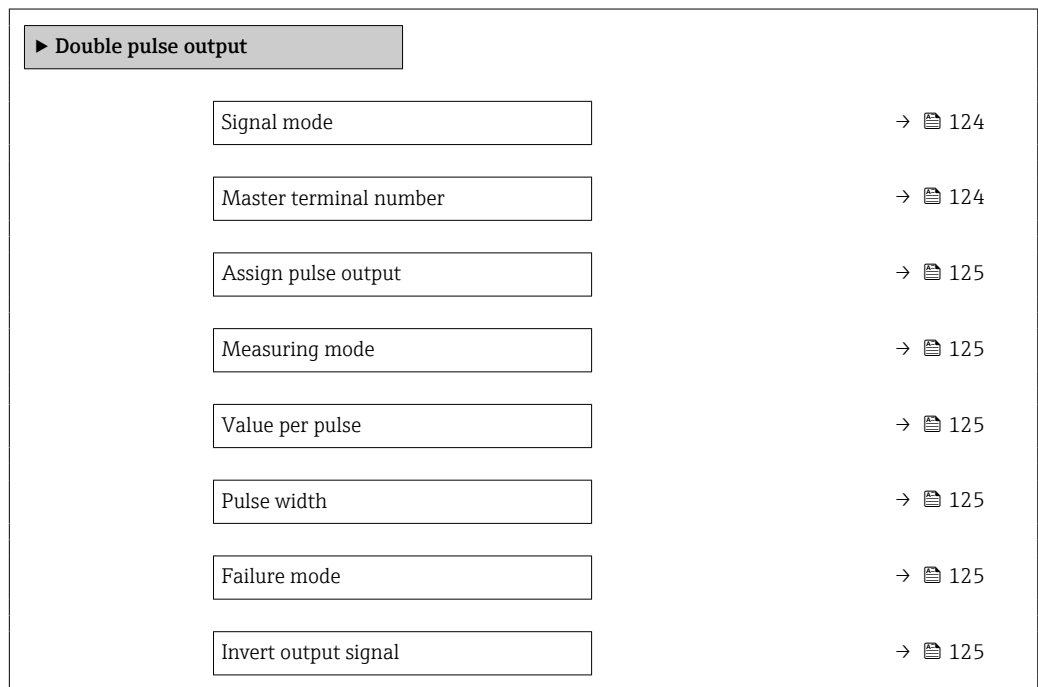 ▶ Double pulse output
Signal mode → 124
Master terminal number → 124
Assign pulse output → 125
Measuring mode → 125
Value per pulse → 125
Pulse width → 125
Failure mode → 125
Invert output signal → 125